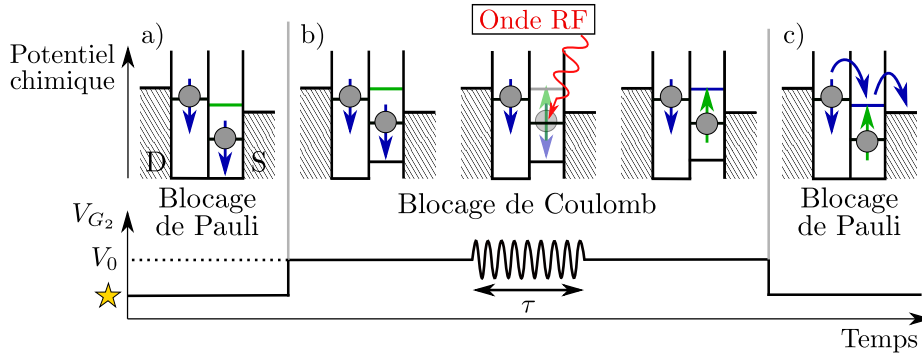 a)
b)
Onde RF
c)
Potentiel
chimique
D
S
Blocage
de Pauli
Blocage de Coulomb
Blocage
de Pauli
V_{G_2}
V_0
τ
Temps